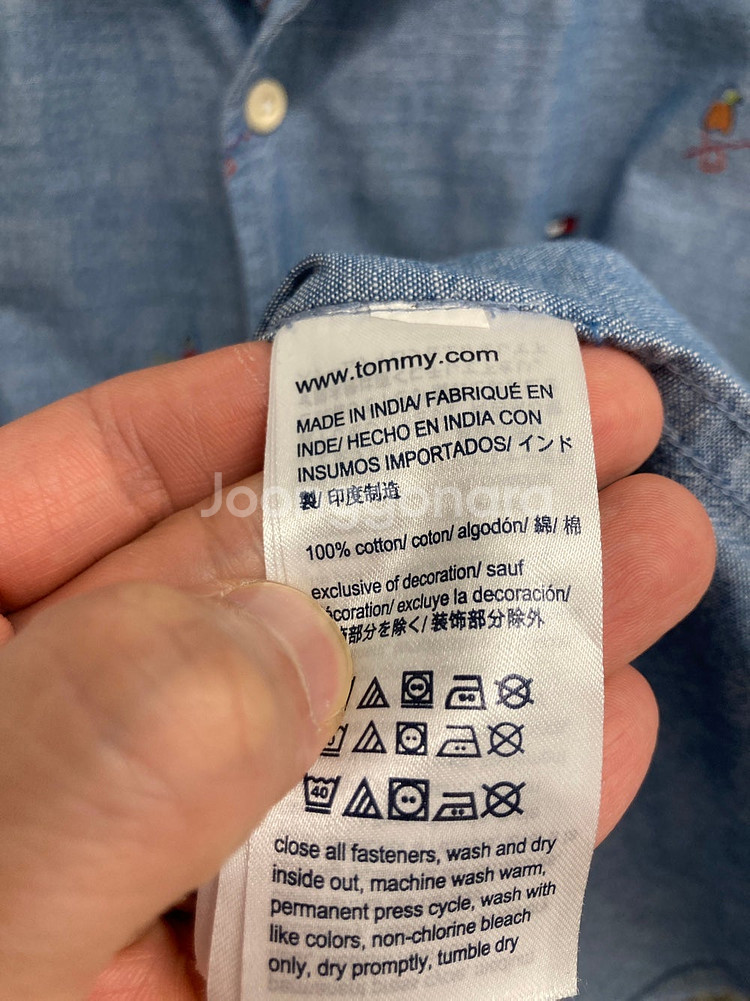 www.tommy.com
MADE IN INDIA/ FABRIQUÉ EN
INDE/ HECHO EN INDIA CON
INSUMOS IMPORTADOS/ インド
製/ 印度制造
Joonggonara
100% cotton/ coton/ algodón/ 綿/ 棉
exclusive of decoration/ sauf
écoration/ excluye la decoración/
部分を除く/ 装饰部分除外
40
close all fasteners, wash and dry
inside out, machine wash warm,
permanent press cycle, wash with
like colors, non-chlorine bleach
only, dry promptly, tumble dry